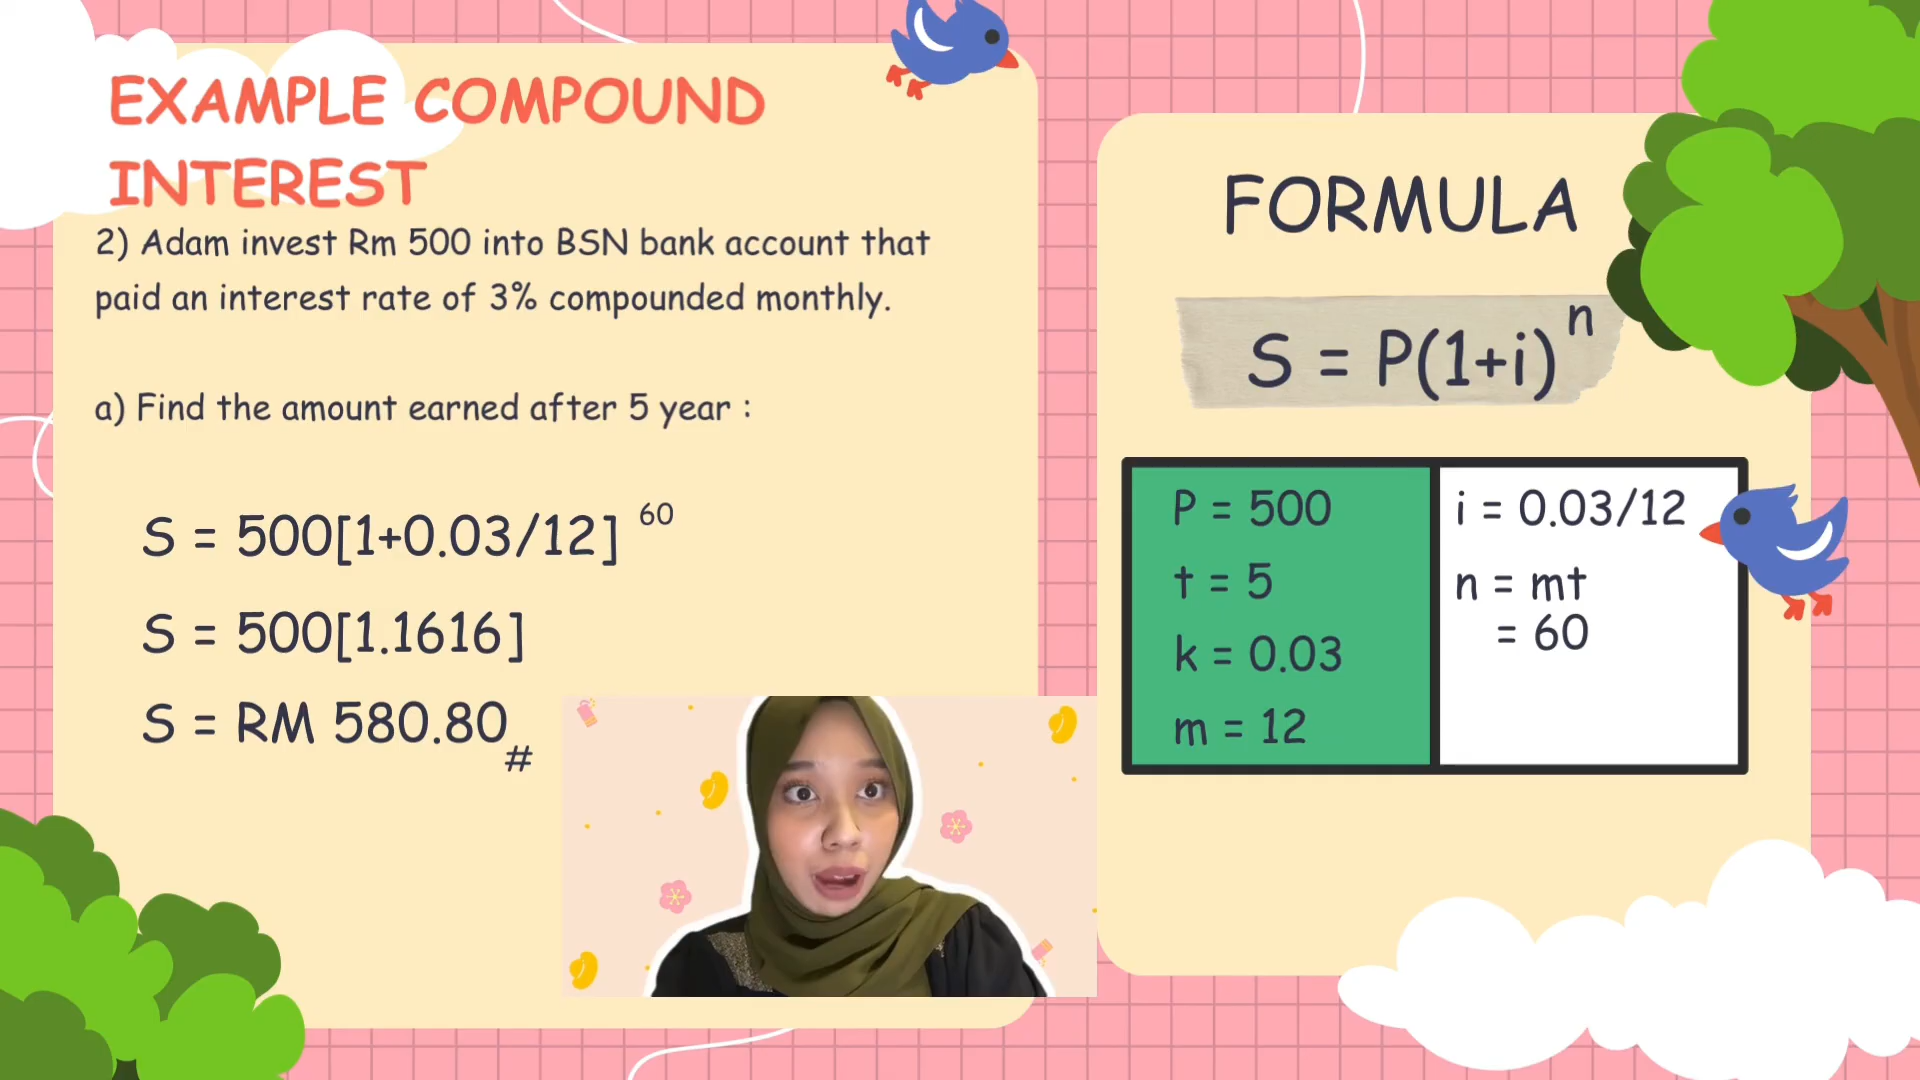 EXAMPLE COMPOUND
INTEREST
2) Adam invest Rm 500 into BSN bank account that
paid an interest rate of 3% compounded monthly.
a) Find the amount earned after 5 year :
S = 500[1+0.03/12] 60
S = 500[1.1616]
S = RM 580.80#
FORMULA
S = P(1+i)n
P = 500
t = 5
k = 0.03
m = 12
i = 0.03/12
n = mt
= 60